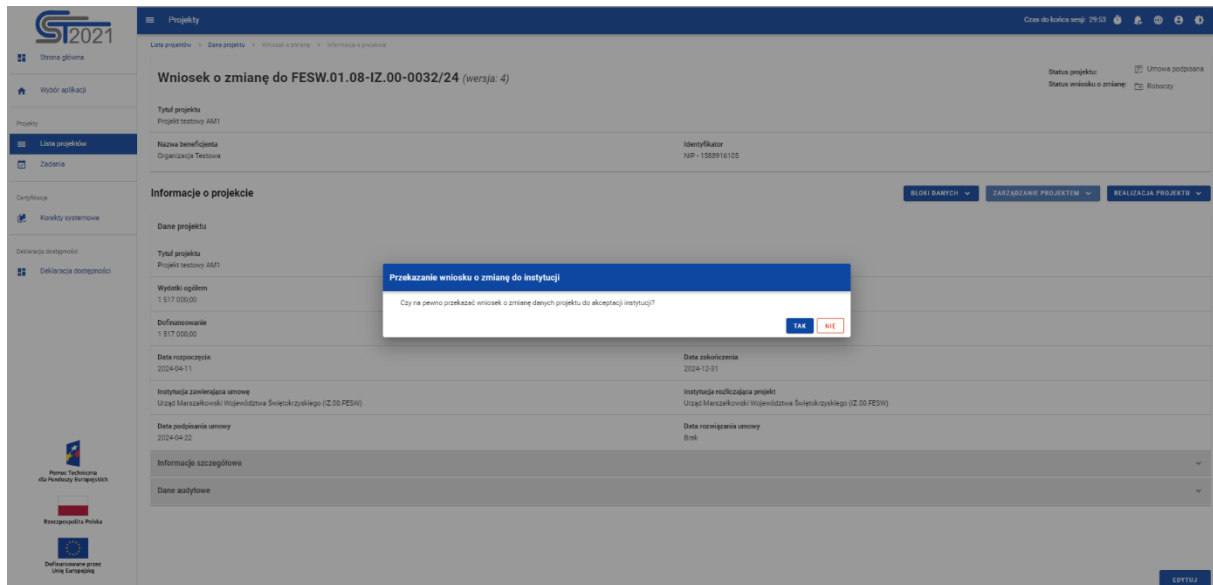 CST2021
Projekty
Czas do końca sesji: 29:53
Strona główna
Wybór aplikacji
Projekty
Lista projektów
Zadania
Certyfikacja
Korekty systemowe
Deklaracja dostępności
Deklaracja dostępności
Pomoc Techniczna
dla Funduszy Europejskich
Rzeczpospolita Polska
Dofinansowane przez
Unię Europejską
Lista projektów > Dane projektu > Wniosek o zmianę > Informacje o projekcie
Wniosek o zmianę do FESW.01.08-IZ.00-0032/24 (wersja: 4)
Status projektu: Umowa podpisana
Status wniosku o zmianę: Roboczy
Tytuł projektu
Projekt testowy AM1
Nazwa beneficjenta
Organizacja Testowa
Identyfikator
NIP - 1588916105
Informacje o projekcie
BLOKI DANYCH
ZARZĄDZANIE PROJEKTEM
REALIZACJA PROJEKTU
Dane projektu
Tytuł projektu
Projekt testowy AM1
Wydatki ogółem
1 517 000,00
Dofinansowanie
1 517 000,00
Przekazanie wniosku o zmianę do instytucji
Czy na pewno przekazać wniosek o zmianę danych projektu do akceptacji instytucji?
TAK
NIE
Data rozpoczęcia
2024-04-11
Data zakończenia
2024-12-31
Instytucja zawierająca umowę
Urząd Marszałkowski Województwa Świętokrzyskiego (IZ.00.FESW)
Instytucja rozliczająca projekt
Urząd Marszałkowski Województwa Świętokrzyskiego (IZ.00.FESW)
Data podpisania umowy
2024-04-22
Data rozwiązania umowy
Brak
Informacje szczegółowe
Dane audytowe
EDYTUJ